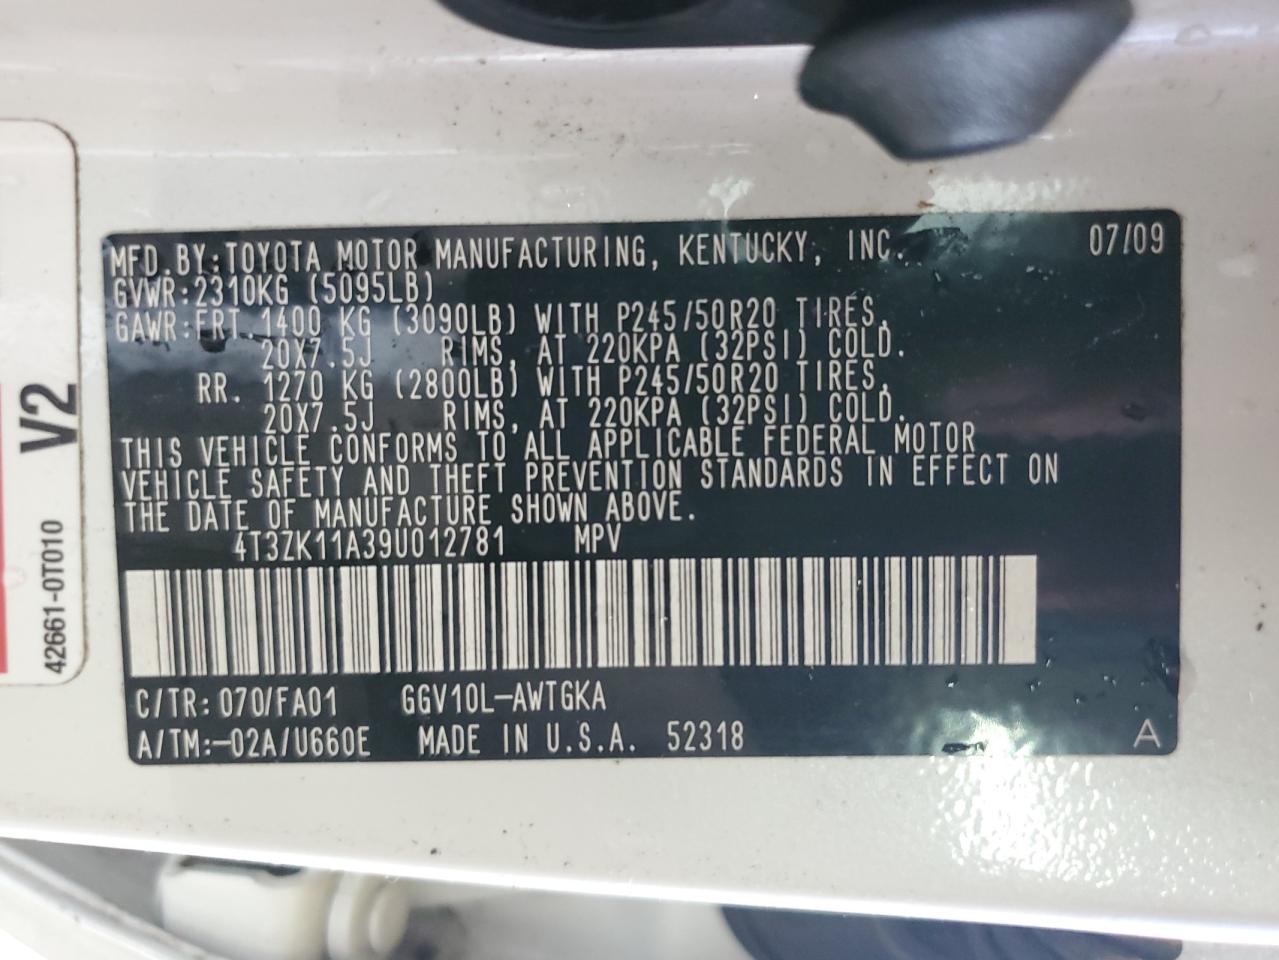 MFD.BY:TOYOTA MOTOR MANUFACTURING, KENTUCKY, INC. 07/09
GVWR:2310KG (5095LB)
GAWR:FRT.1400 KG (3090LB) WITH P245/50R20 TIRES,
20X7.5J RIMS, AT 220KPA (32PSI) COLD.
RR. 1270 KG (2800LB) WITH P245/50R20 TIRES,
20X7.5J RIMS, AT 220KPA (32PSI) COLD.
THIS VEHICLE CONFORMS TO ALL APPLICABLE FEDERAL MOTOR
VEHICLE SAFETY AND THEFT PREVENTION STANDARDS IN EFFECT ON
THE DATE OF MANUFACTURE SHOWN ABOVE.
4T3ZK11A39U012781 MPV
C/TR: 070/FA01 GGV10L-AWTGKA
A/TM:-02A/U660E MADE IN U.S.A. 52318 A
V2
42661-0T010